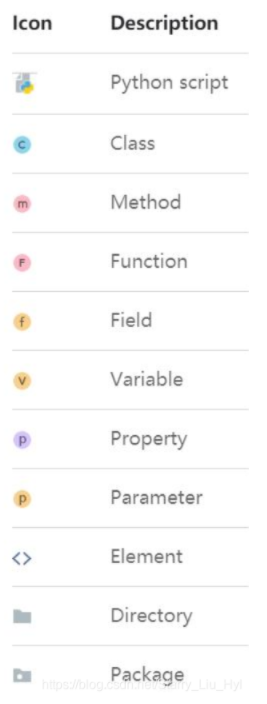 Icon Description
Python script
c Class
m Method
F Function
f Field
v Variable
p Property
p Parameter
<> Element
Directory
Package